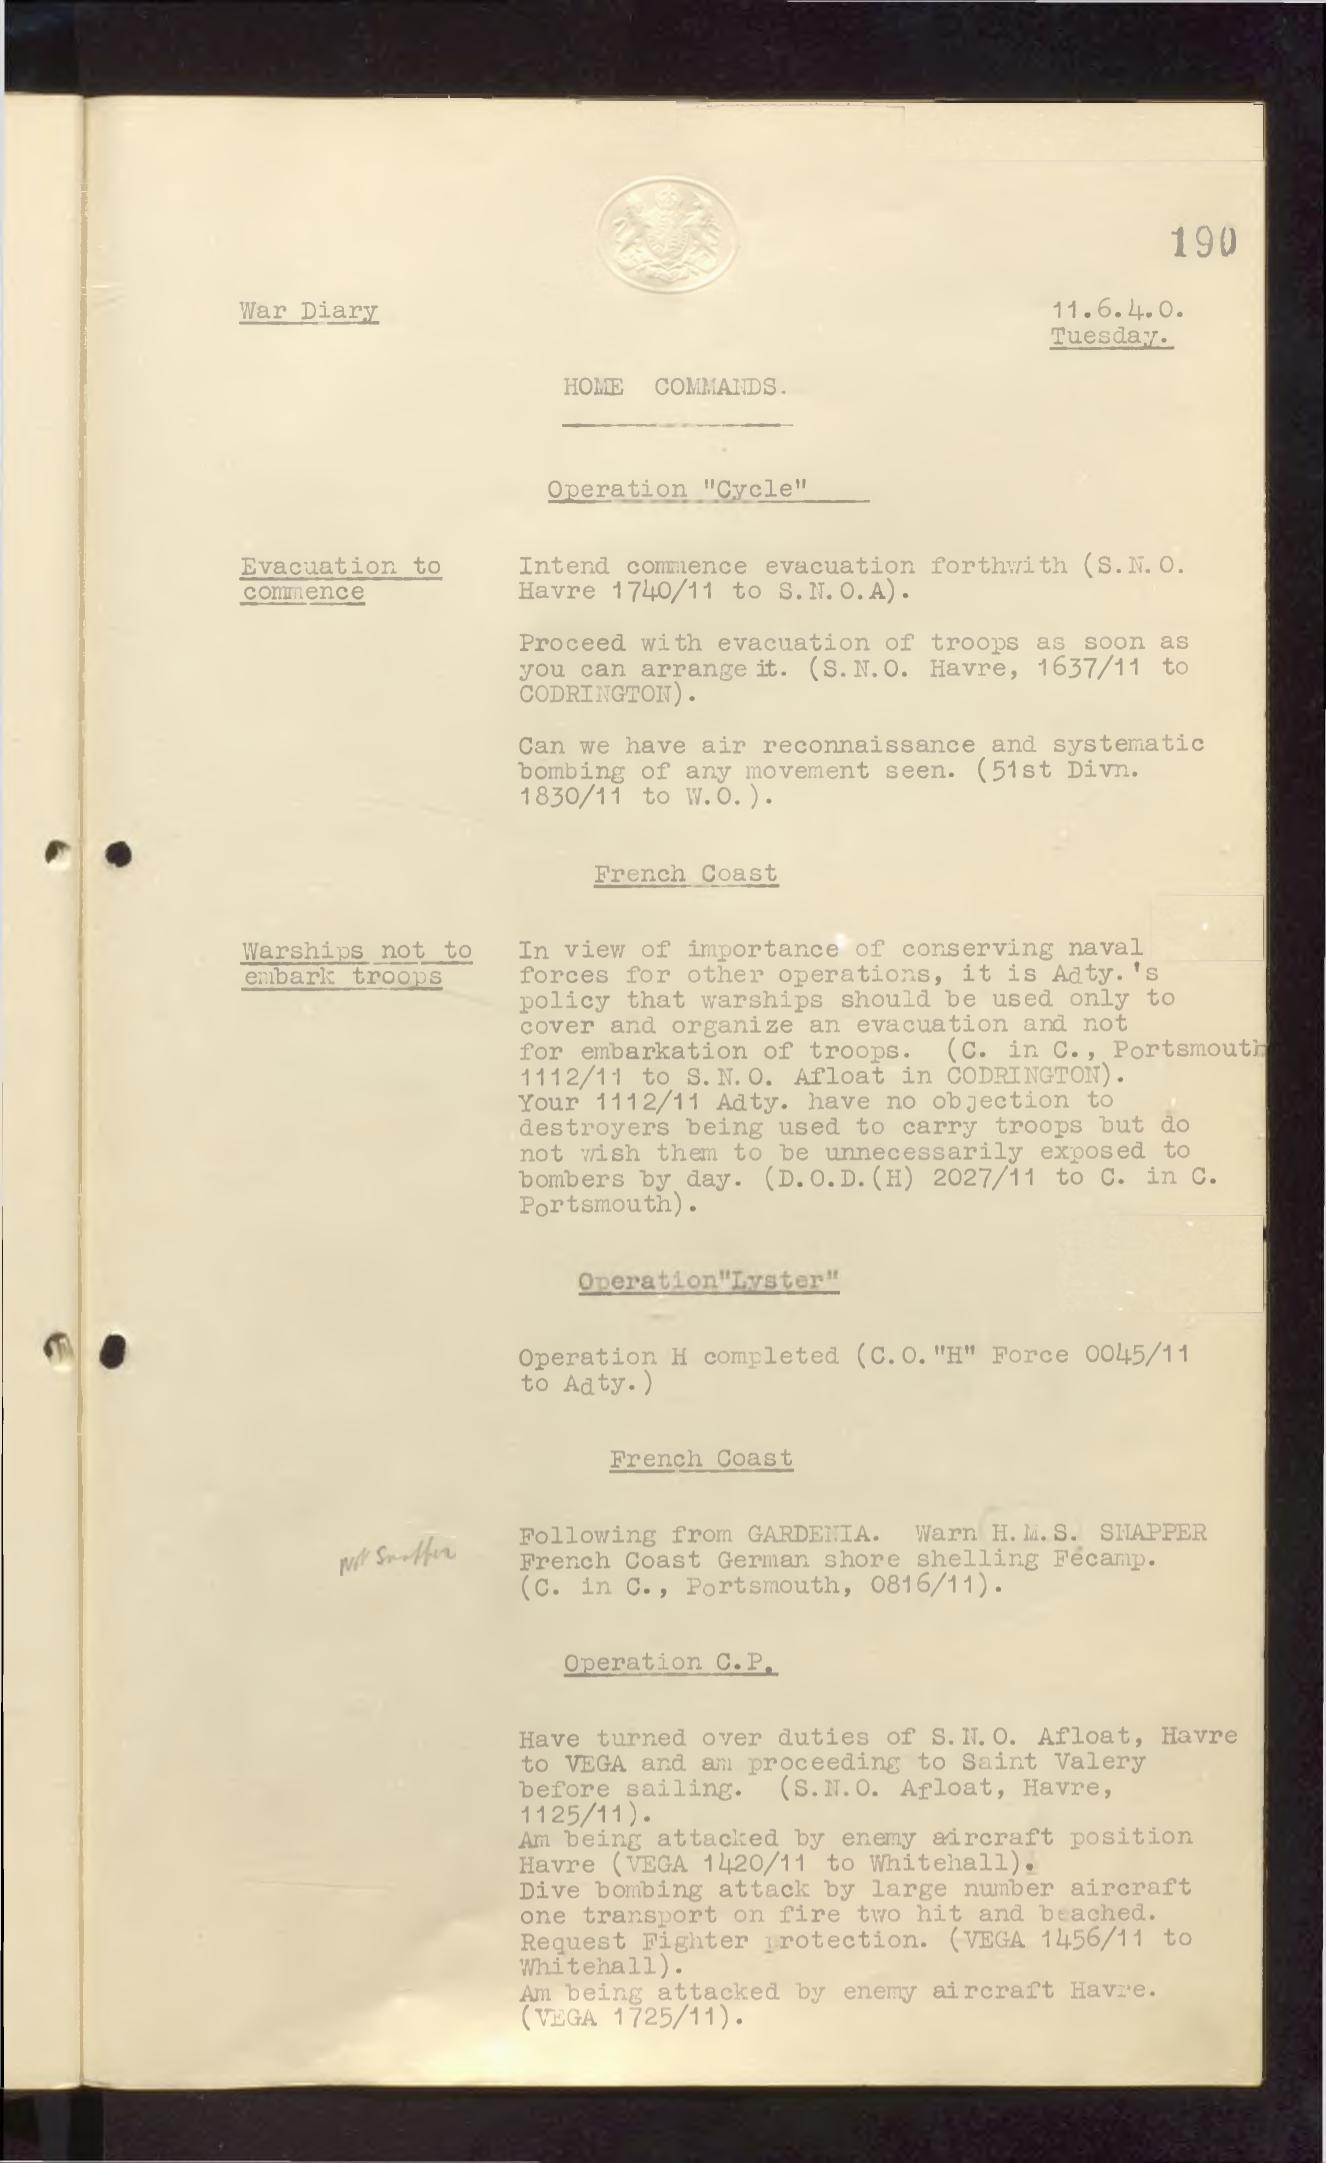 190
War Diary
11.6.4.0.
Tuesday.
HOME COMMANDS.
Operation "Cycle"
Evacuation to
commence
Intend commence evacuation forthwith (S.N.O.
Havre 1740/11 to S.N.O.A).
Proceed with evacuation of troops as soon as
you can arrange it. (S.N.O. Havre, 1637/11 to
CODRINGTON).
Can we have air reconnaissance and systematic
bombing of any movement seen. (51st Divn.
1830/11 to W.O.).
French Coast
Warships not to
embark troops
In view of importance of conserving naval
forces for other operations, it is Adty.'s
policy that warships should be used only to
cover and organize an evacuation and not
for embarkation of troops. (C. in C., Portsmouth
1112/11 to S.N.O. Afloat in CODRINGTON).
Your 1112/11 Adty. have no objection to
destroyers being used to carry troops but do
not wish them to be unnecessarily exposed to
bombers by day. (D.O.D.(H) 2027/11 to C. in C.
Portsmouth).
Operation"Lyster"
Operation H completed (C.O."H" Force 0045/11
to Adty.)
French Coast
not Snapper
Following from GARDENIA. Warn H.M.S. SNAPPER
French Coast German shore shelling Fécamp.
(C. in C., Portsmouth, 0816/11).
Operation C.P.
Have turned over duties of S.N.O. Afloat, Havre
to VEGA and am proceeding to Saint Valery
before sailing. (S.N.O. Afloat, Havre,
1125/11).
Am being attacked by enemy aircraft position
Havre (VEGA 1420/11 to Whitehall).
Dive bombing attack by large number aircraft
one transport on fire two hit and beached.
Request Fighter protection. (VEGA 1456/11 to
Whitehall).
Am being attacked by enemy aircraft Havre.
(VEGA 1725/11).